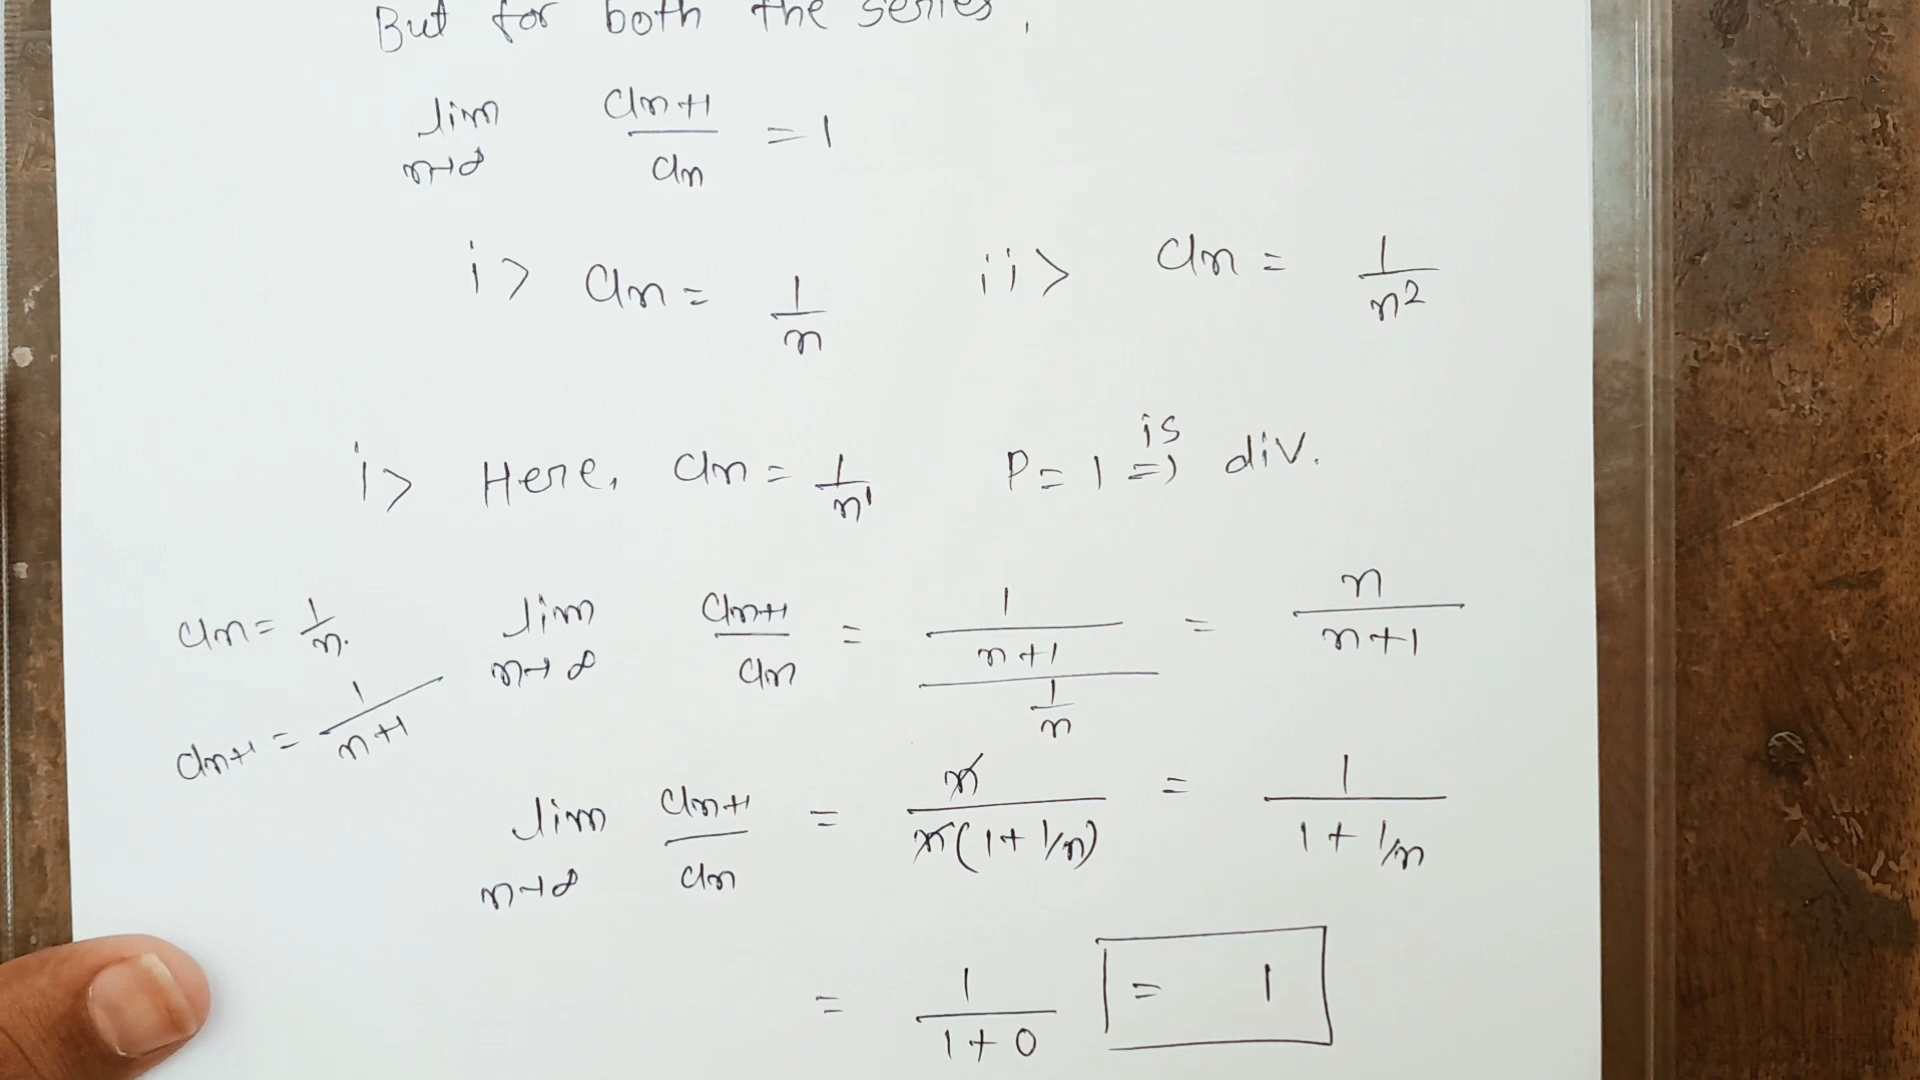 But for both the series,
lim n→∞ an+1/an = 1
i> an = 1/n ii> an = 1/n²
i> Here, an = 1/n¹ P = 1 is => div.
an = 1/n. lim n→∞ an+1/an = (1/(n+1))/(1/n) = n/(n+1)
an+1 = 1/(n+1)
lim n→∞ an+1/an = n/(n(1+1/n)) = 1/(1+1/n)
= 1/(1+0) = 1